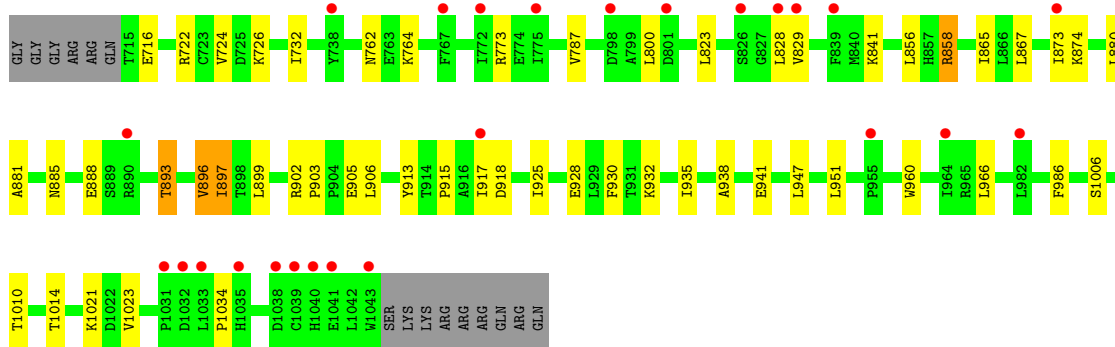 GLY GLY GLY ARG ARG GLN T715 E716 R722 C723 V724 D725 K726 I732 Y738 N762 E763 K764 F767 I772 R773 E774 I775 V787 D798 A799 L800 D801 L823 S826 G827 L828 V829 F839 M840 K841 L856 H857 R858 I865 L866 L867 I873 K874 L880
A881 N885 E888 S889 R890 T893 V896 I897 T898 L899 R902 P903 P904 E905 L906 Y913 T914 P915 A916 I917 D918 I925 E928 L929 F930 T931 K932 I935 A938 E941 L947 L951 P955 W960 I964 R965 L966 L982 F986 S1006
T1010 T1014 K1021 D1022 V1023 P1031 D1032 L1033 P1034 H1035 D1038 C1039 H1040 E1041 L1042 W1043 SER LYS LYS ARG ARG ARG GLN ARG GLN